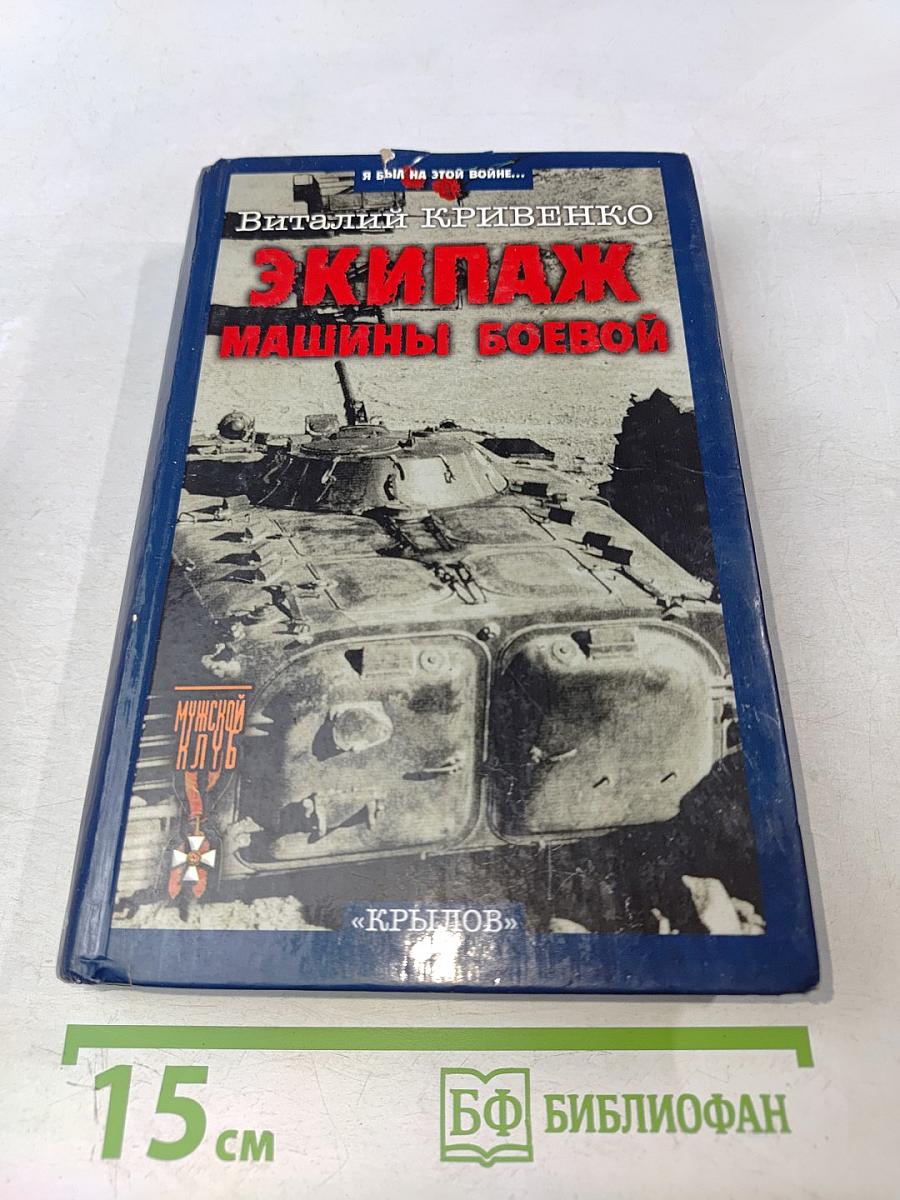 Я БЫЛ НА ЭТОЙ ВОЙНЕ...
Виталий КРИВЕНКО
ЭКИПАЖ
МАШИНЫ БОЕВОЙ
МУЖСКОЙ
КЛУБ
«КРЫЛОВ»
15 см
БФ БИБЛИОФАН